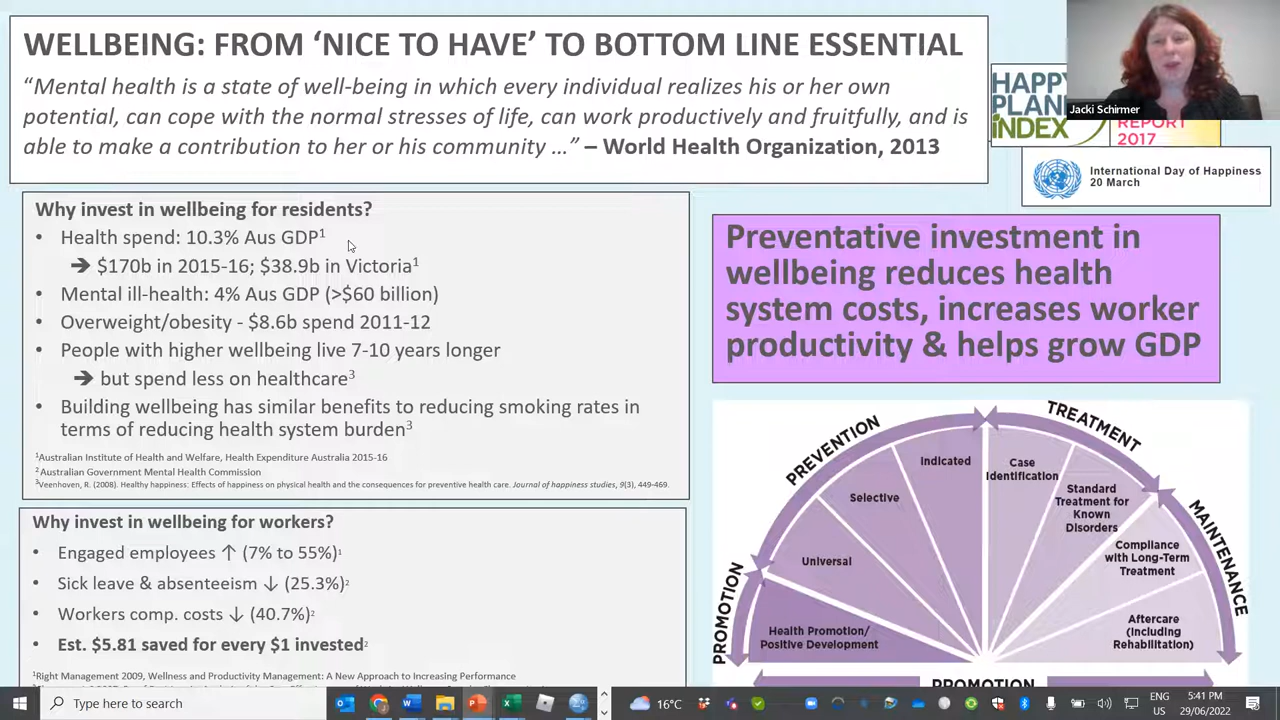 WELLBEING: FROM ‘NICE TO HAVE’ TO BOTTOM LINE ESSENTIAL
“Mental health is a state of well-being in which every individual realizes his or her own
potential, can cope with the normal stresses of life, can work productively and fruitfully, and is
able to make a contribution to her or his community …” – World Health Organization, 2013
Jacki Schirmer
HAPPY
PLAN
INDEX
REPORT
2017
International Day of Happiness
20 March
Why invest in wellbeing for residents?
• Health spend: 10.3% Aus GDP¹
➔ $170b in 2015-16; $38.9b in Victoria¹
• Mental ill-health: 4% Aus GDP (>$60 billion)
• Overweight/obesity - $8.6b spend 2011-12
• People with higher wellbeing live 7-10 years longer
➔ but spend less on healthcare³
• Building wellbeing has similar benefits to reducing smoking rates in
terms of reducing health system burden³
¹Australian Institute of Health and Welfare, Health Expenditure Australia 2015-16
² Australian Government Mental Health Commission
³Veenhoven, R. (2008). Healthy happiness: Effects of happiness on physical health and the consequences for preventive health care. Journal of happiness studies, 9(3), 449-469.
Why invest in wellbeing for workers?
• Engaged employees ↑ (7% to 55%)¹
• Sick leave & absenteeism ↓ (25.3%)²
• Workers comp. costs ↓ (40.7%)²
• Est. $5.81 saved for every $1 invested²
¹Right Management 2009, Wellness and Productivity Management: A New Approach to Increasing Performance
Preventative investment in
wellbeing reduces health
system costs, increases worker
productivity & helps grow GDP
PROMOTION
PREVENTION
TREATMENT
MAINTENANCE
Health Promotion/
Positive Development
Universal
Selective
Indicated
Case
Identification
Standard
Treatment for
Known
Disorders
Compliance
with Long-Term
Treatment
Aftercare
(Including
Rehabilitation)
PROMOTION
Type here to search
16°C
ENG
US
5:41 PM
29/06/2022